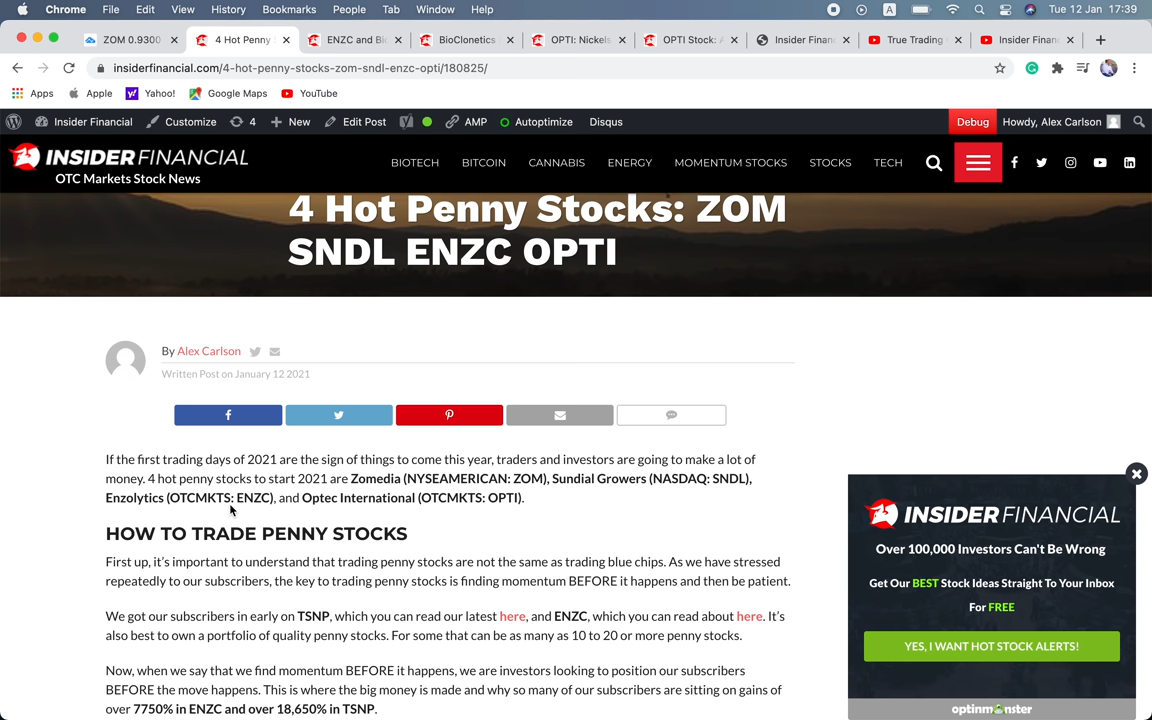 Chrome File Edit View History Bookmarks People Tab Window Help A Tue 12 Jan 17:39
ZOM 0.9300 4 Hot Penny ENZC and Bi BioClonetics OPTI: Nickels OPTI Stock: Insider Finan True Trading Insider Finan
insiderfinancial.com/4-hot-penny-stocks-zom-sndl-enzc-opti/180825/
Apps Apple Yahoo! Google Maps YouTube
Insider Financial Customize 4 New Edit Post AMP Autoptimize Disqus Debug Howdy, Alex Carlson
INSIDERFINANCIAL
OTC Markets Stock News
BIOTECH BITCOIN CANNABIS ENERGY MOMENTUM STOCKS STOCKS TECH
4 Hot Penny Stocks: ZOM
SNDL ENZC OPTI
By Alex Carlson
Written Post on January 12 2021
If the first trading days of 2021 are the sign of things to come this year, traders and investors are going to make a lot of
money. 4 hot penny stocks to start 2021 are Zomedia (NYSEAMERICAN: ZOM), Sundial Growers (NASDAQ: SNDL),
Enzolytics (OTCMKTS: ENZC), and Optec International (OTCMKTS: OPTI).
HOW TO TRADE PENNY STOCKS
First up, it's important to understand that trading penny stocks are not the same as trading blue chips. As we have stressed
repeatedly to our subscribers, the key to trading penny stocks is finding momentum BEFORE it happens and then be patient.
We got our subscribers in early on TSNP, which you can read our latest here, and ENZC, which you can read about here. It's
also best to own a portfolio of quality penny stocks. For some that can be as many as 10 to 20 or more penny stocks.
Now, when we say that we find momentum BEFORE it happens, we are investors looking to position our subscribers
BEFORE the move happens. This is where the big money is made and why so many of our subscribers are sitting on gains of
over 7750% in ENZC and over 18,650% in TSNP.
INSIDERFINANCIAL
Over 100,000 Investors Can't Be Wrong
Get Our BEST Stock Ideas Straight To Your Inbox
For FREE
YES, I WANT HOT STOCK ALERTS!
optinmonster